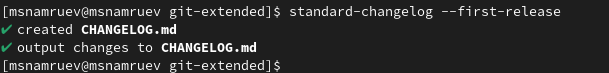 [msnamruev@msnamruev git-extended]$ standard-changelog --first-release
✔ created CHANGELOG.md
✔ output changes to CHANGELOG.md
[msnamruev@msnamruev git-extended]$